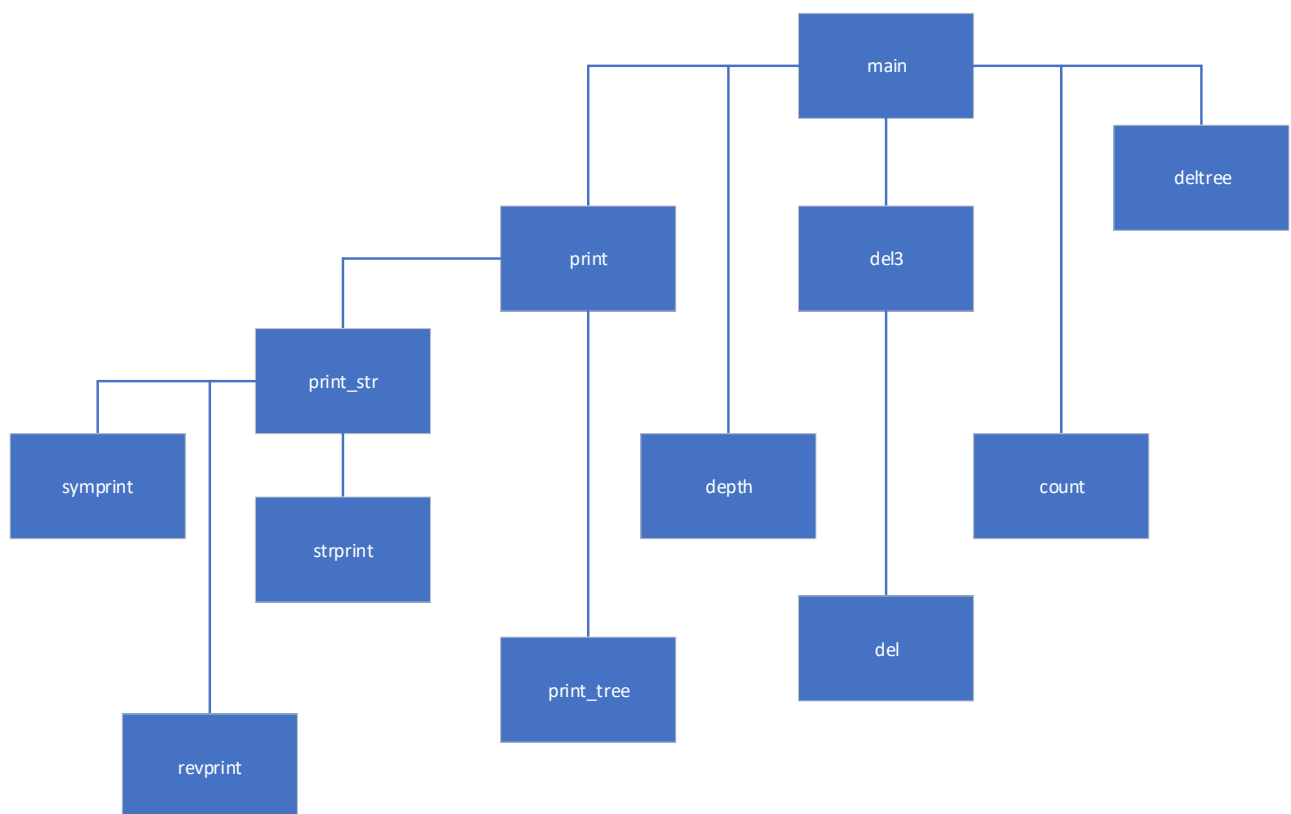 main
deltree
print
del3
print_str
symprint
depth
count
strprint
del
print_tree
revprint